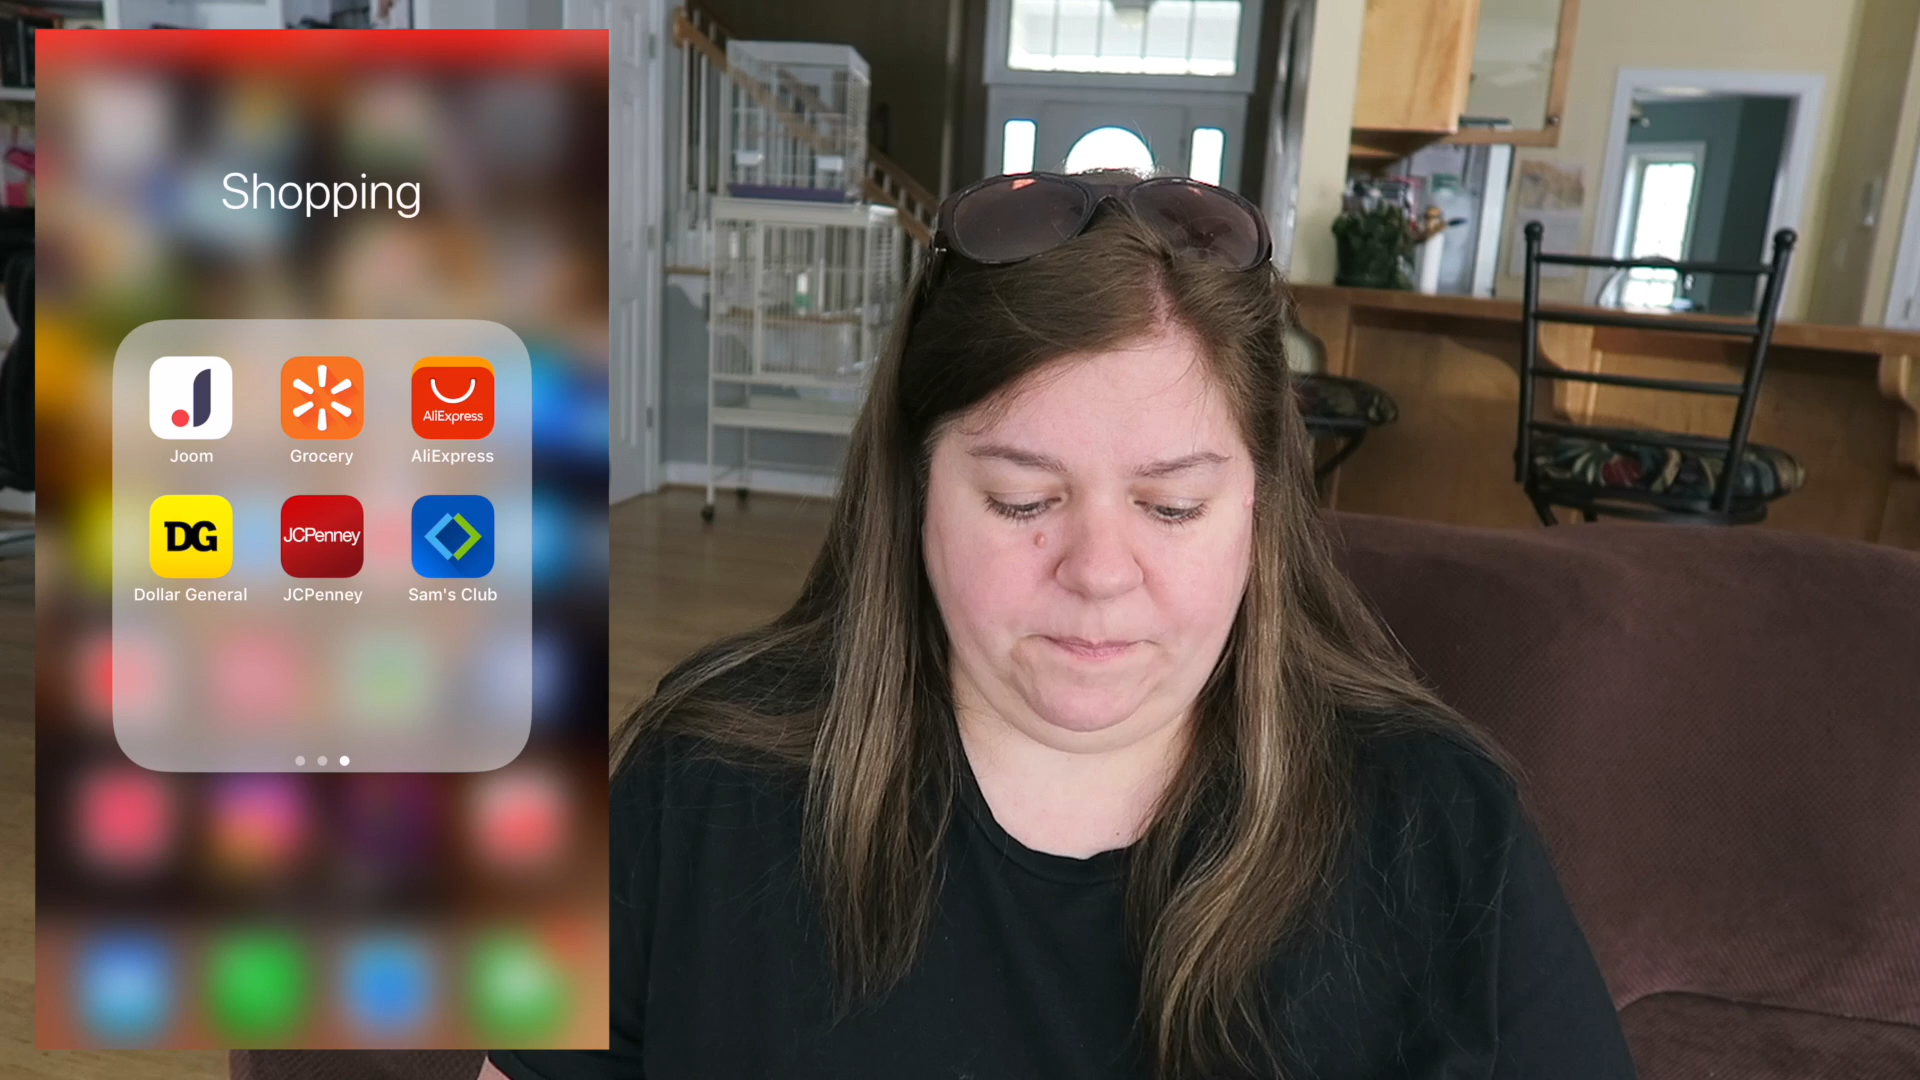 Shopping
AliExpress
Joom
Grocery
AliExpress
DG
JCPenney
Dollar General
JCPenney
Sam's Club